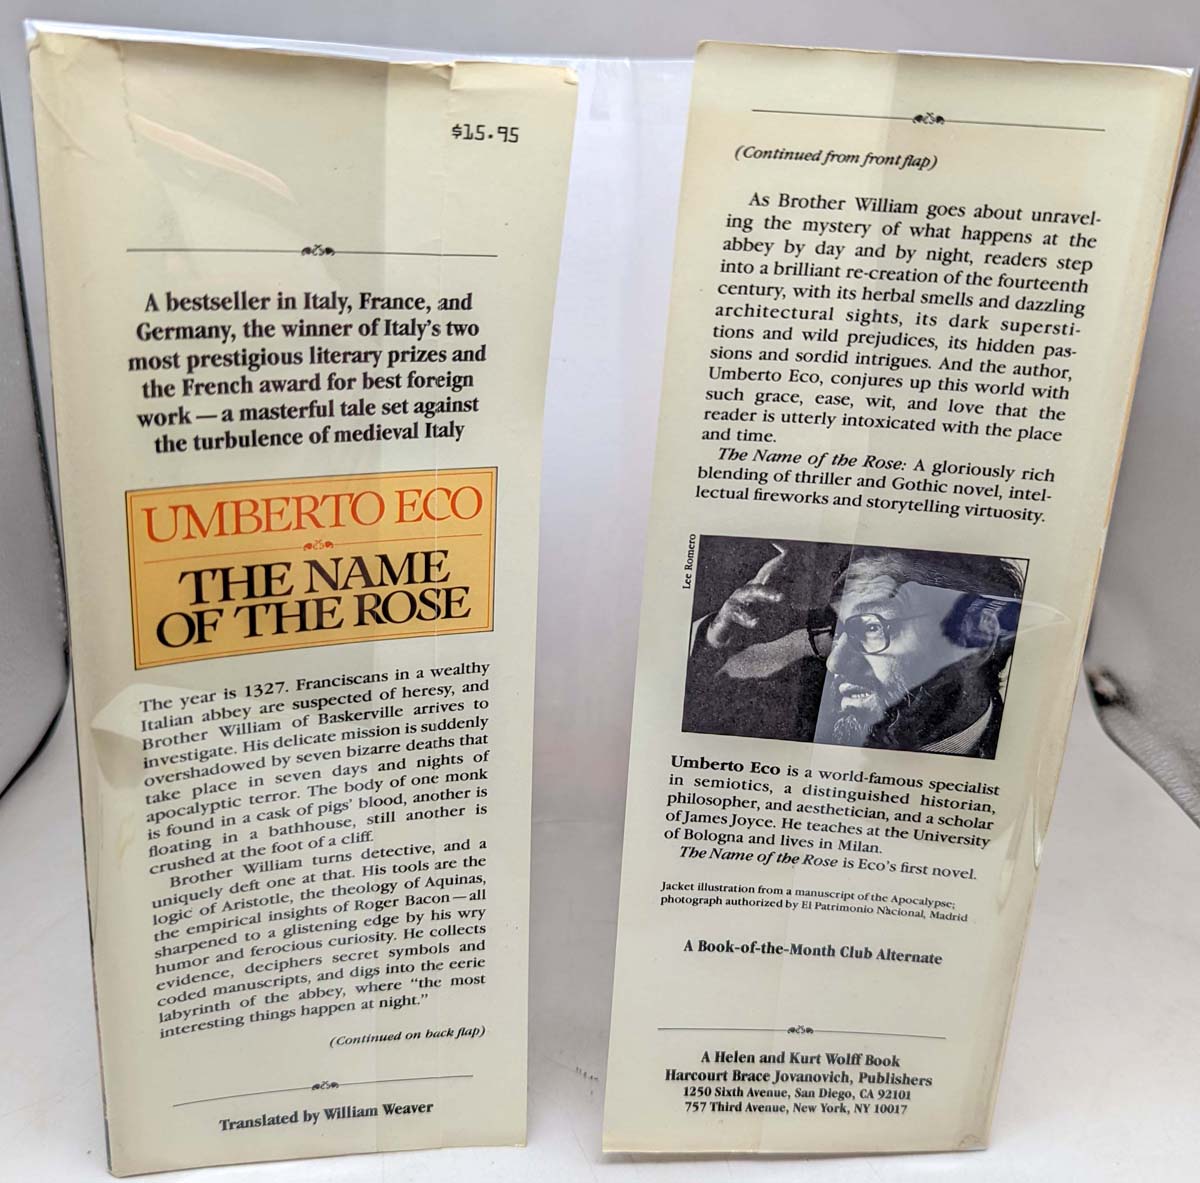 $15.95
A bestseller in Italy, France, and
Germany, the winner of Italy's two
most prestigious literary prizes and
the French award for best foreign
work — a masterful tale set against
the turbulence of medieval Italy
UMBERTO ECO
THE NAME
OF THE ROSE
The year is 1327. Franciscans in a wealthy
Italian abbey are suspected of heresy, and
Brother William of Baskerville arrives to
investigate. His delicate mission is suddenly
overshadowed by seven bizarre deaths that
take place in seven days and nights of
apocalyptic terror. The body of one monk
is found in a cask of pigs' blood, another is
floating in a bathhouse, still another is
crushed at the foot of a cliff.
Brother William turns detective, and a
uniquely deft one at that. His tools are the
logic of Aristotle, the theology of Aquinas,
the empirical insights of Roger Bacon—all
sharpened to a glistening edge by his wry
humor and ferocious curiosity. He collects
evidence, deciphers secret symbols and
coded manuscripts, and digs into the eerie
labyrinth of the abbey, where "the most
interesting things happen at night."
(Continued on back flap)
Translated by William Weaver
(Continued from front flap)
As Brother William goes about unravel-
ing the mystery of what happens at the
abbey by day and by night, readers step
into a brilliant re-creation of the fourteenth
century, with its herbal smells and dazzling
architectural sights, its dark supersti-
tions and wild prejudices, its hidden pas-
sions and sordid intrigues. And the author,
Umberto Eco, conjures up this world with
such grace, ease, wit, and love that the
reader is utterly intoxicated with the place
and time.
The Name of the Rose: A gloriously rich
blending of thriller and Gothic novel, intel-
lectual fireworks and storytelling virtuosity.
Lee Romero
Umberto Eco is a world-famous specialist
in semiotics, a distinguished historian,
philosopher, and aesthetician, and a scholar
of James Joyce. He teaches at the University
of Bologna and lives in Milan.
The Name of the Rose is Eco's first novel.
Jacket illustration from a manuscript of the Apocalypse;
photograph authorized by El Patrimonio Nacional, Madrid
A Book-of-the-Month Club Alternate
A Helen and Kurt Wolff Book
Harcourt Brace Jovanovich, Publishers
1250 Sixth Avenue, San Diego, CA 92101
757 Third Avenue, New York, NY 10017